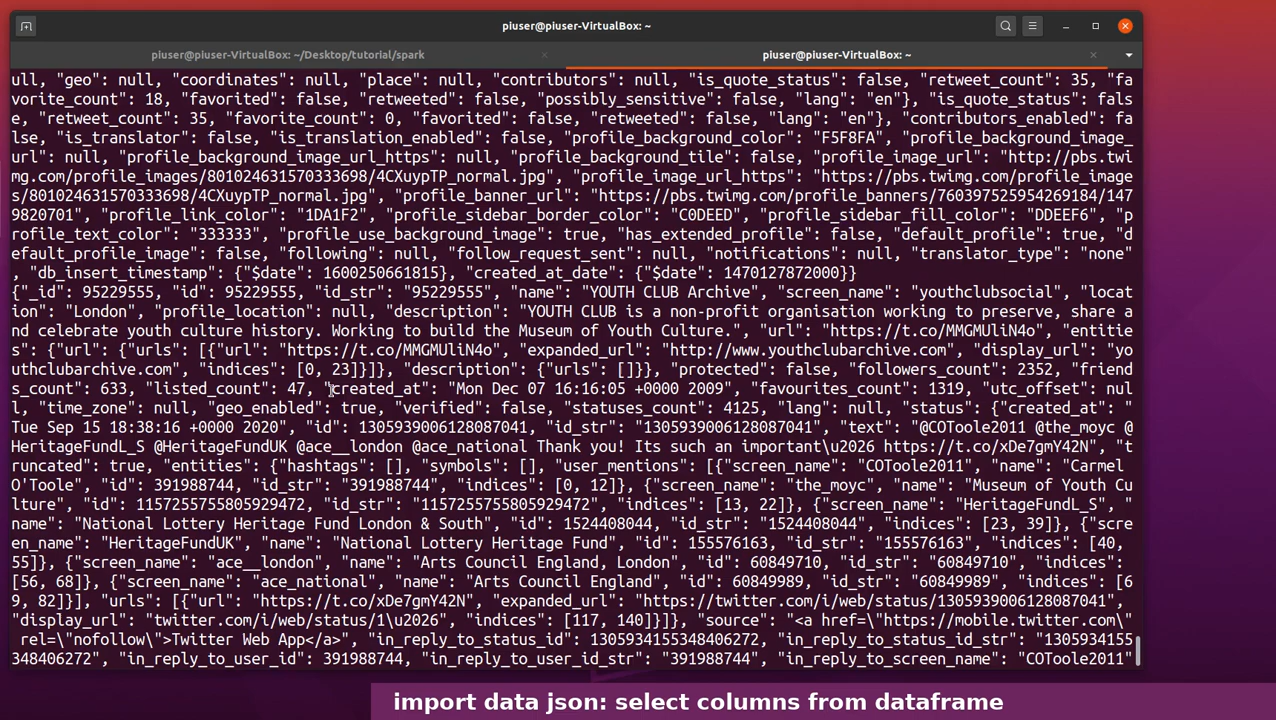 piuser@piuser-VirtualBox: ~
piuser@piuser-VirtualBox: ~/Desktop/tutorial/spark
piuser@piuser-VirtualBox: ~
ull, "geo": null, "coordinates": null, "place": null, "contributors": null, "is_quote_status": false, "retweet_count": 35, "fa
vorite_count": 18, "favorited": false, "retweeted": false, "possibly_sensitive": false, "lang": "en"}, "is_quote_status": fals
e, "retweet_count": 35, "favorite_count": 0, "favorited": false, "retweeted": false, "lang": "en"}, "contributors_enabled": fa
lse, "is_translator": false, "is_translation_enabled": false, "profile_background_color": "F5F8FA", "profile_background_image_
url": null, "profile_background_image_url_https": null, "profile_background_tile": false, "profile_image_url": "http://pbs.twi
mg.com/profile_images/801024631570333698/4CXuypTP_normal.jpg", "profile_image_url_https": "https://pbs.twimg.com/profile_image
s/801024631570333698/4CXuypTP_normal.jpg", "profile_banner_url": "https://pbs.twimg.com/profile_banners/760397525954269184/147
9820701", "profile_link_color": "1DA1F2", "profile_sidebar_border_color": "C0DEED", "profile_sidebar_fill_color": "DDEEF6", "p
rofile_text_color": "333333", "profile_use_background_image": true, "has_extended_profile": false, "default_profile": true, "d
efault_profile_image": false, "following": null, "follow_request_sent": null, "notifications": null, "translator_type": "none"
, "db_insert_timestamp": {"$date": 1600250661815}, "created_at_date": {"$date": 1470127872000}}
{"_id": 95229555, "id": 95229555, "id_str": "95229555", "name": "YOUTH CLUB Archive", "screen_name": "youthclubsocial", "locat
ion": "London", "profile_location": null, "description": "YOUTH CLUB is a non-profit organisation working to preserve, share a
nd celebrate youth culture history. Working to build the Museum of Youth Culture.", "url": "https://t.co/MMGMUliN4o", "entitie
s": {"url": {"urls": [{"url": "https://t.co/MMGMUliN4o", "expanded_url": "http://www.youthclubarchive.com", "display_url": "yo
uthclubarchive.com", "indices": [0, 23]}]}, "description": {"urls": []}}, "protected": false, "followers_count": 2352, "friend
s_count": 633, "listed_count": 47, "created_at": "Mon Dec 07 16:16:05 +0000 2009", "favourites_count": 1319, "utc_offset": nul
l, "time_zone": null, "geo_enabled": true, "verified": false, "statuses_count": 4125, "lang": null, "status": {"created_at": "
Tue Sep 15 18:38:16 +0000 2020", "id": 1305939006128087041, "id_str": "1305939006128087041", "text": "@COToole2011 @the_moyc @
HeritageFundL_S @HeritageFundUK @ace__london @ace_national Thank you! Its such an important\u2026 https://t.co/xDe7gmY42N", "t
runcated": true, "entities": {"hashtags": [], "symbols": [], "user_mentions": [{"screen_name": "COToole2011", "name": "Carmel 
O'Toole", "id": 391988744, "id_str": "391988744", "indices": [0, 12]}, {"screen_name": "the_moyc", "name": "Museum of Youth Cu
lture", "id": 1157255755805929472, "id_str": "1157255755805929472", "indices": [13, 22]}, {"screen_name": "HeritageFundL_S", "
name": "National Lottery Heritage Fund London & South", "id": 1524408044, "id_str": "1524408044", "indices": [23, 39]}, {"scre
en_name": "HeritageFundUK", "name": "National Lottery Heritage Fund", "id": 155576163, "id_str": "155576163", "indices": [40, 
55]}, {"screen_name": "ace__london", "name": "Arts Council England, London", "id": 60849710, "id_str": "60849710", "indices": 
[56, 68]}, {"screen_name": "ace_national", "name": "Arts Council England", "id": 60849989, "id_str": "60849989", "indices": [6
9, 82]}], "urls": [{"url": "https://t.co/xDe7gmY42N", "expanded_url": "https://twitter.com/i/web/status/1305939006128087041", 
"display_url": "twitter.com/i/web/status/1\u2026", "indices": [117, 140]}]}, "source": "<a href=\"https://mobile.twitter.com\"
 rel=\"nofollow\">Twitter Web App</a>", "in_reply_to_status_id": 1305934155348406272, "in_reply_to_status_id_str": "1305934155
348406272", "in_reply_to_user_id": 391988744, "in_reply_to_user_id_str": "391988744", "in_reply_to_screen_name": "COToole2011"
import data json: select columns from dataframe